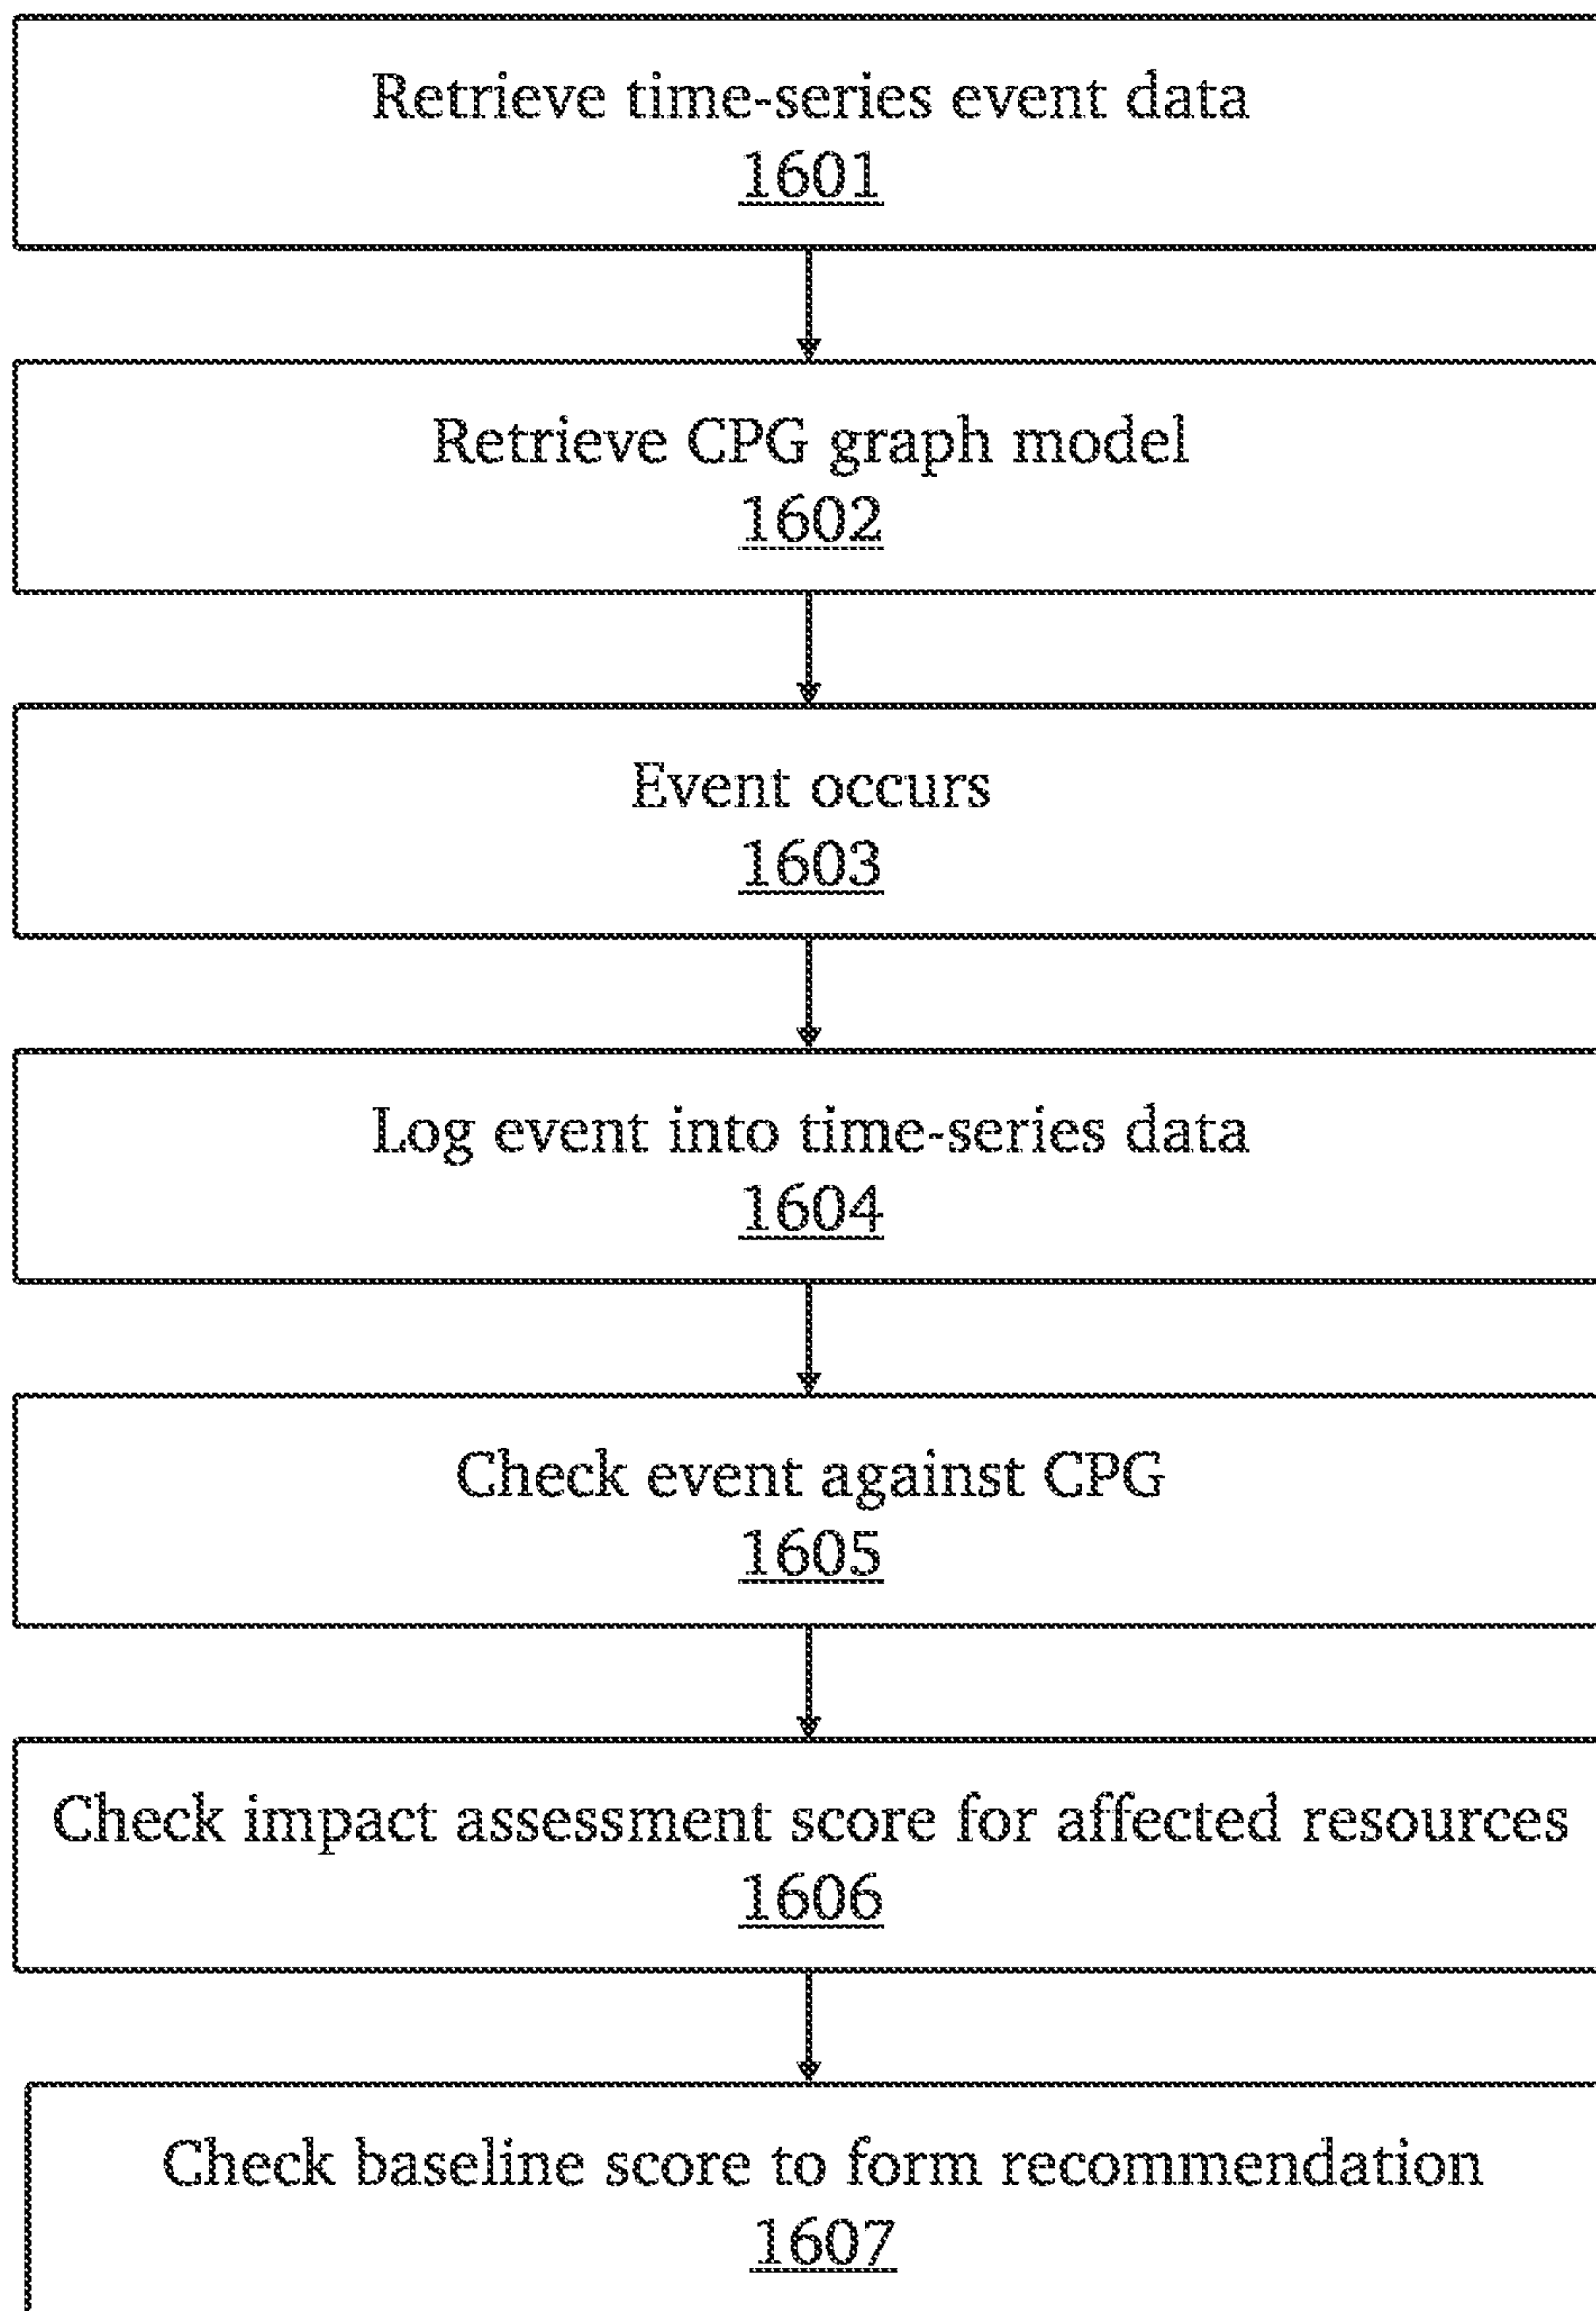 Retrieve time-series event data
1601
Retrieve CPG graph model
1602
Event occurs
1603
Log event into time-series data
1604
Check event against CPG
1605
Check impact assessment score for affected resources
1606
Check baseline score to form recommendation
1607